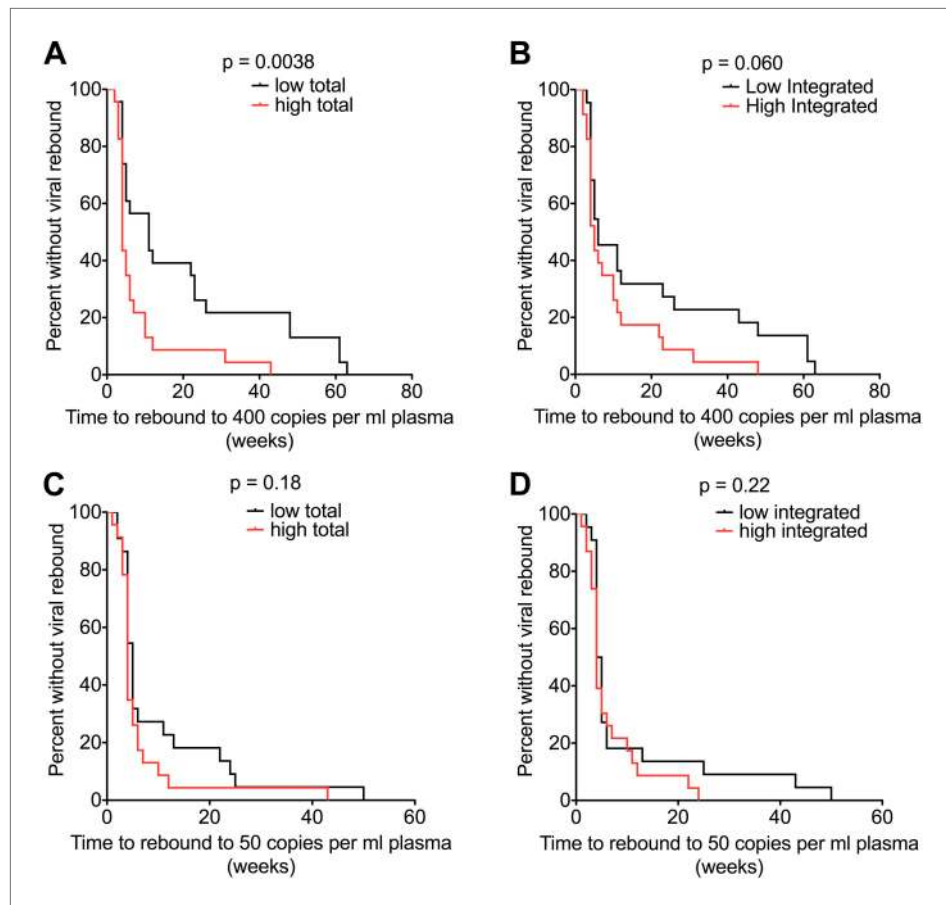 A
p = 0.0038
low total
high total
100
80
60
40
20
0
Percent without viral rebound
0 20 40 60 80
Time to rebound to 400 copies per ml plasma
(weeks)
B
p = 0.060
Low Integrated
High Integrated
100
80
60
40
20
0
Percent without viral rebound
0 20 40 60 80
Time to rebound to 400 copies per ml plasma
(weeks)
C
p = 0.18
low total
high total
100
80
60
40
20
0
Percent without viral rebound
0 20 40 60
Time to rebound to 50 copies per ml plasma
(weeks)
D
p = 0.22
low integrated
high integrated
100
80
60
40
20
0
Percent without viral rebound
0 20 40 60
Time to rebound to 50 copies per ml plasma
(weeks)